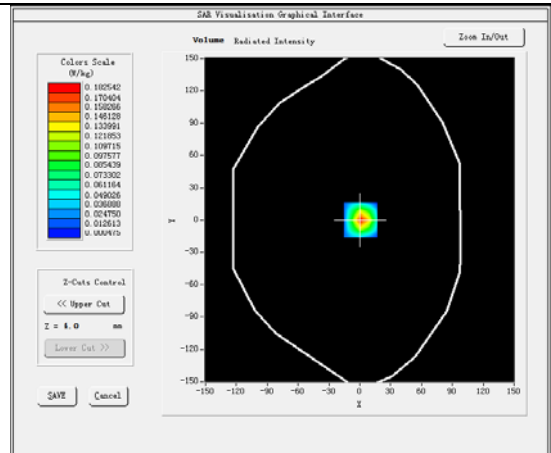 SAR Visualisation Graphical Interface
Volume Radiated Intensity
Zoom In/Out
Colors Scale
(W/kg)
0.182542
0.170404
0.158266
0.146128
0.133991
0.121853
0.109715
0.097577
0.085439
0.073302
0.061164
0.049026
0.036888
0.024750
0.012613
0.000475
Z-Cuts Control
<< Upper Cut
Z = 4.0 mm
Lower Cut >>
SAVE
Cancel
150
120
90
60
30
0
-30
-60
-90
-120
-150
Y
-150 -120 -90 -60 -30 0 30 60 90 120 150
X